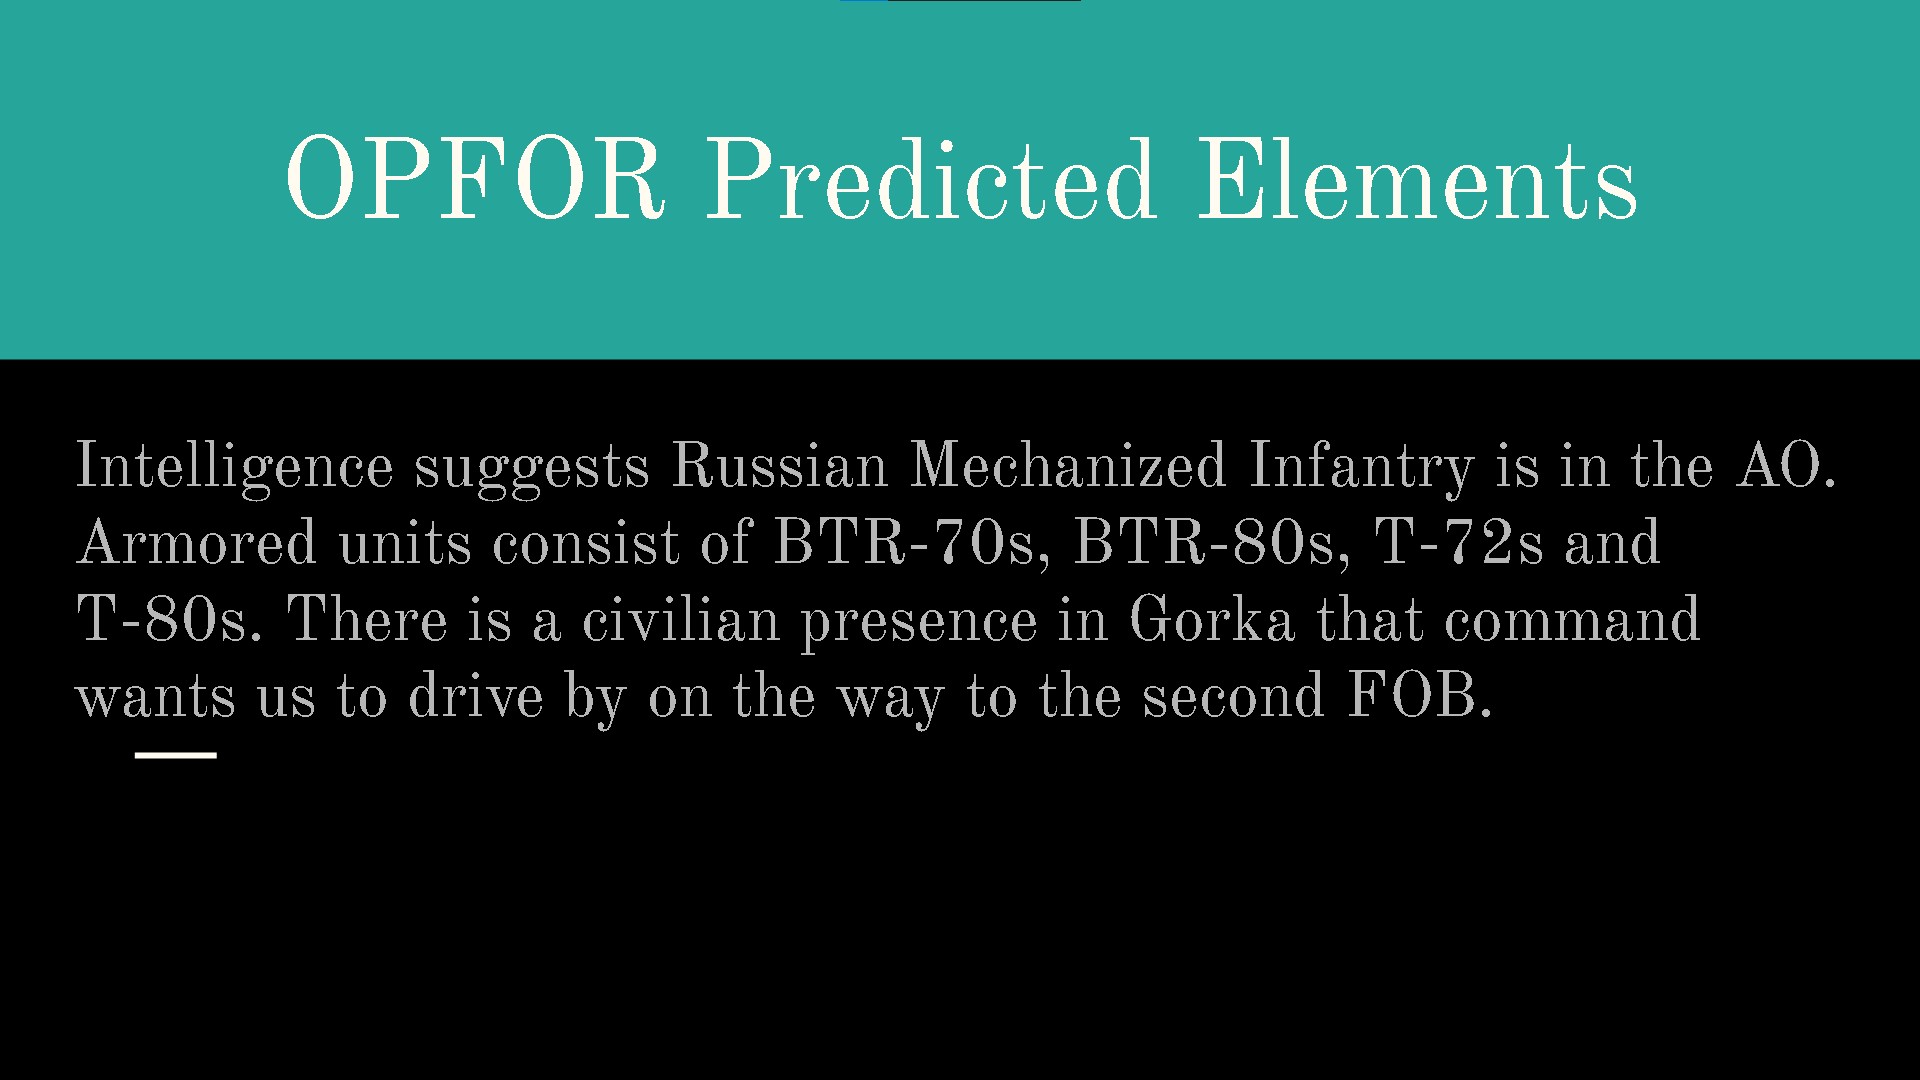 OPFOR Predicted Elements
Intelligence suggests Russian Mechanized Infantry is in the AO.
Armored units consist of BTR-70s, BTR-80s, T-72s and
T-80s. There is a civilian presence in Gorka that command
wants us to drive by on the way to the second FOB.